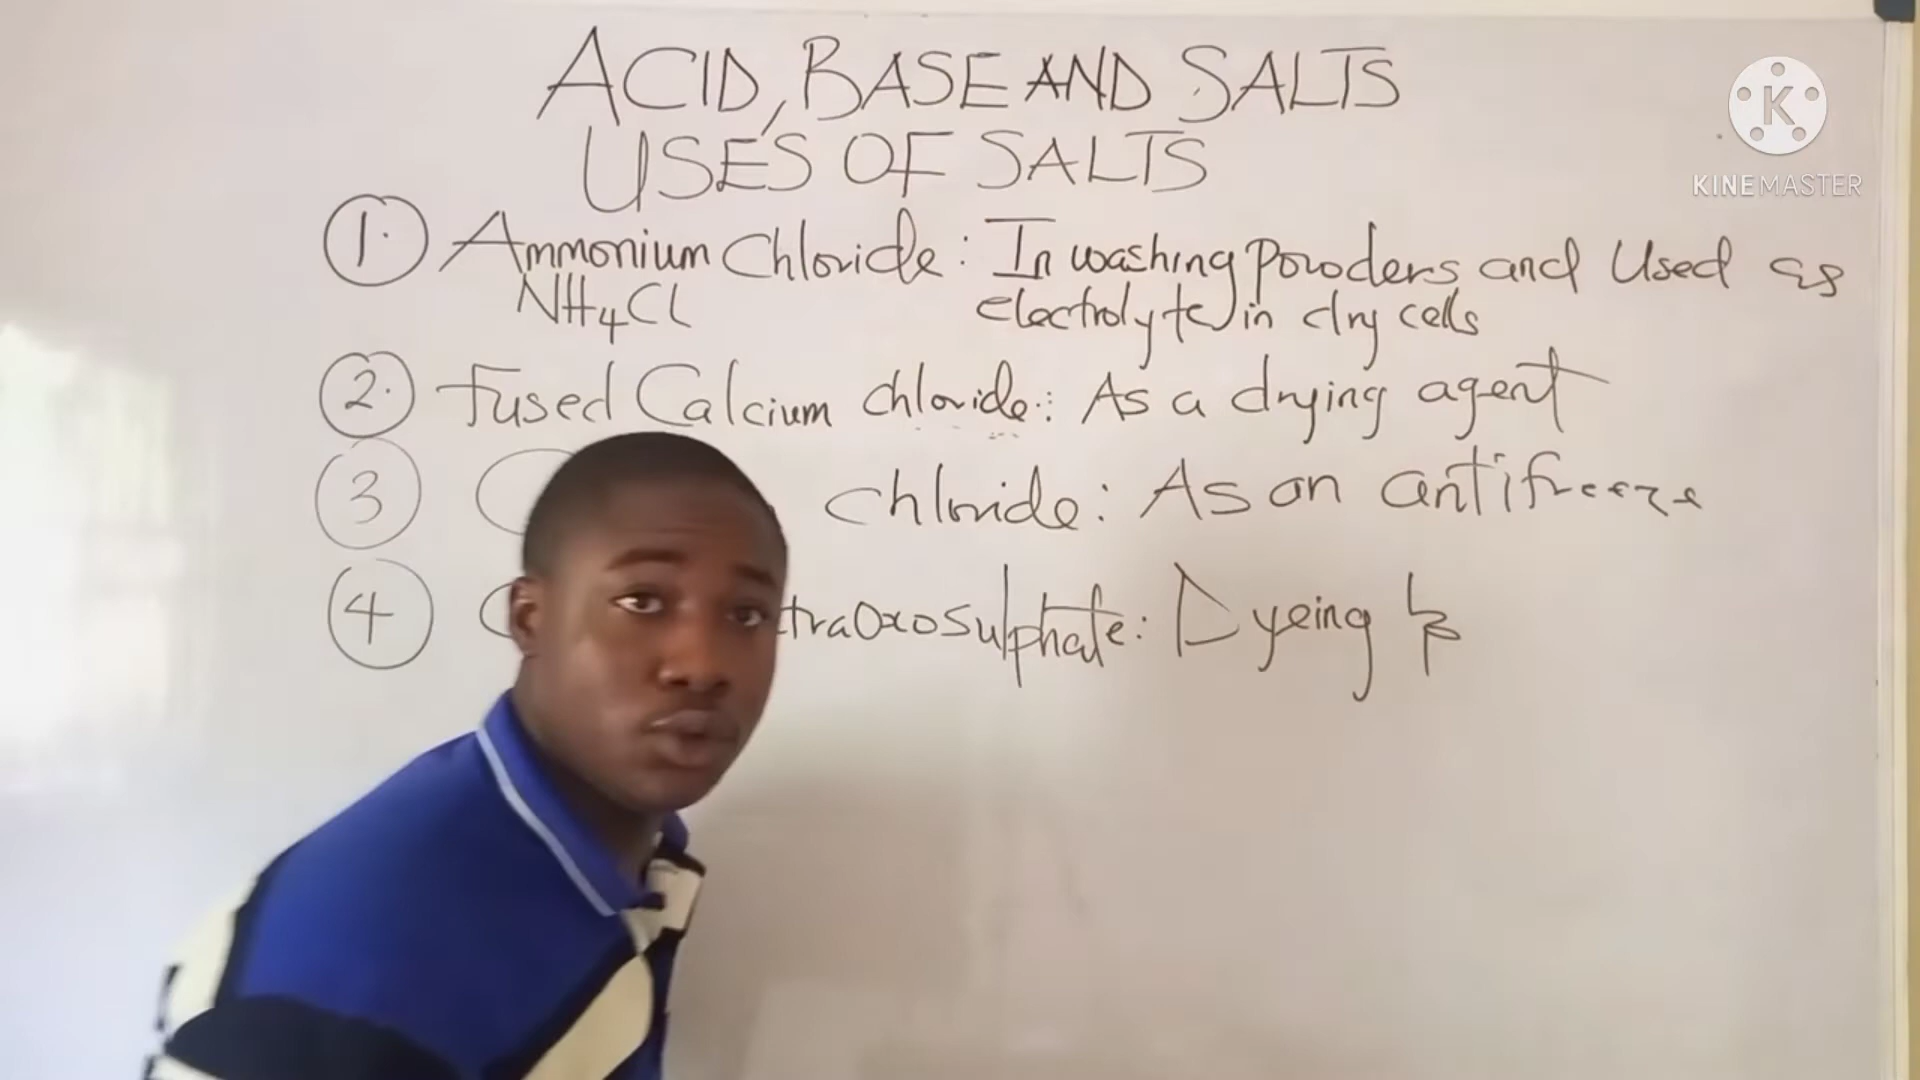 ACID, BASE AND SALTS
USES OF SALTS
1. Ammonium Chloride: In washing powders and Used as
NH4Cl electrolyte in dry cells
2. Fused Calcium chloride: As a drying agent
3 chloride: As an antifreeze
4 traoxosulphate: Dyeing &
K
KINEMASTER